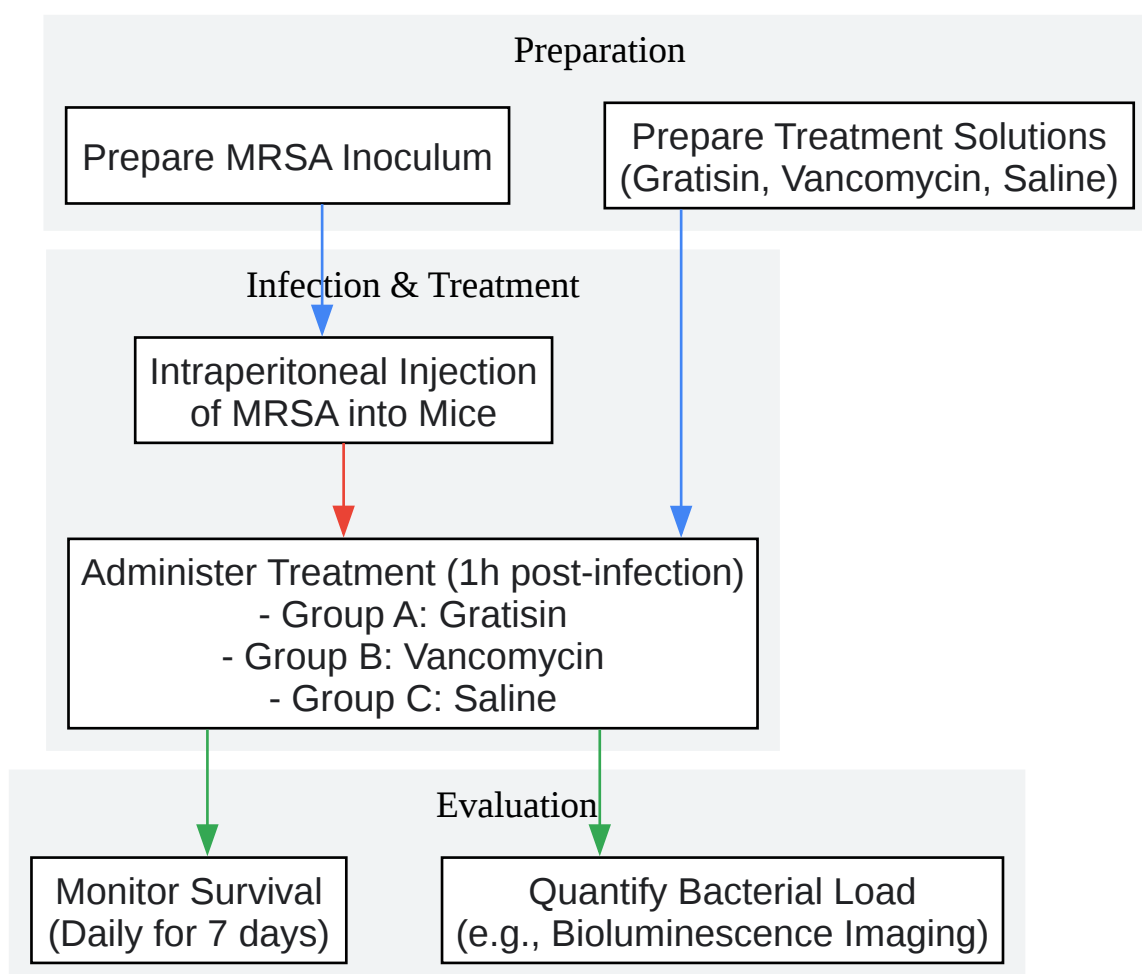 Preparation
Prepare MRSA Inoculum
Prepare Treatment Solutions
(Gratisin, Vancomycin, Saline)
Infection & Treatment
Intraperitoneal Injection
of MRSA into Mice
Administer Treatment (1h post-infection)
- Group A: Gratisin
- Group B: Vancomycin
- Group C: Saline
Evaluation
Monitor Survival
(Daily for 7 days)
Quantify Bacterial Load
(e.g., Bioluminescence Imaging)